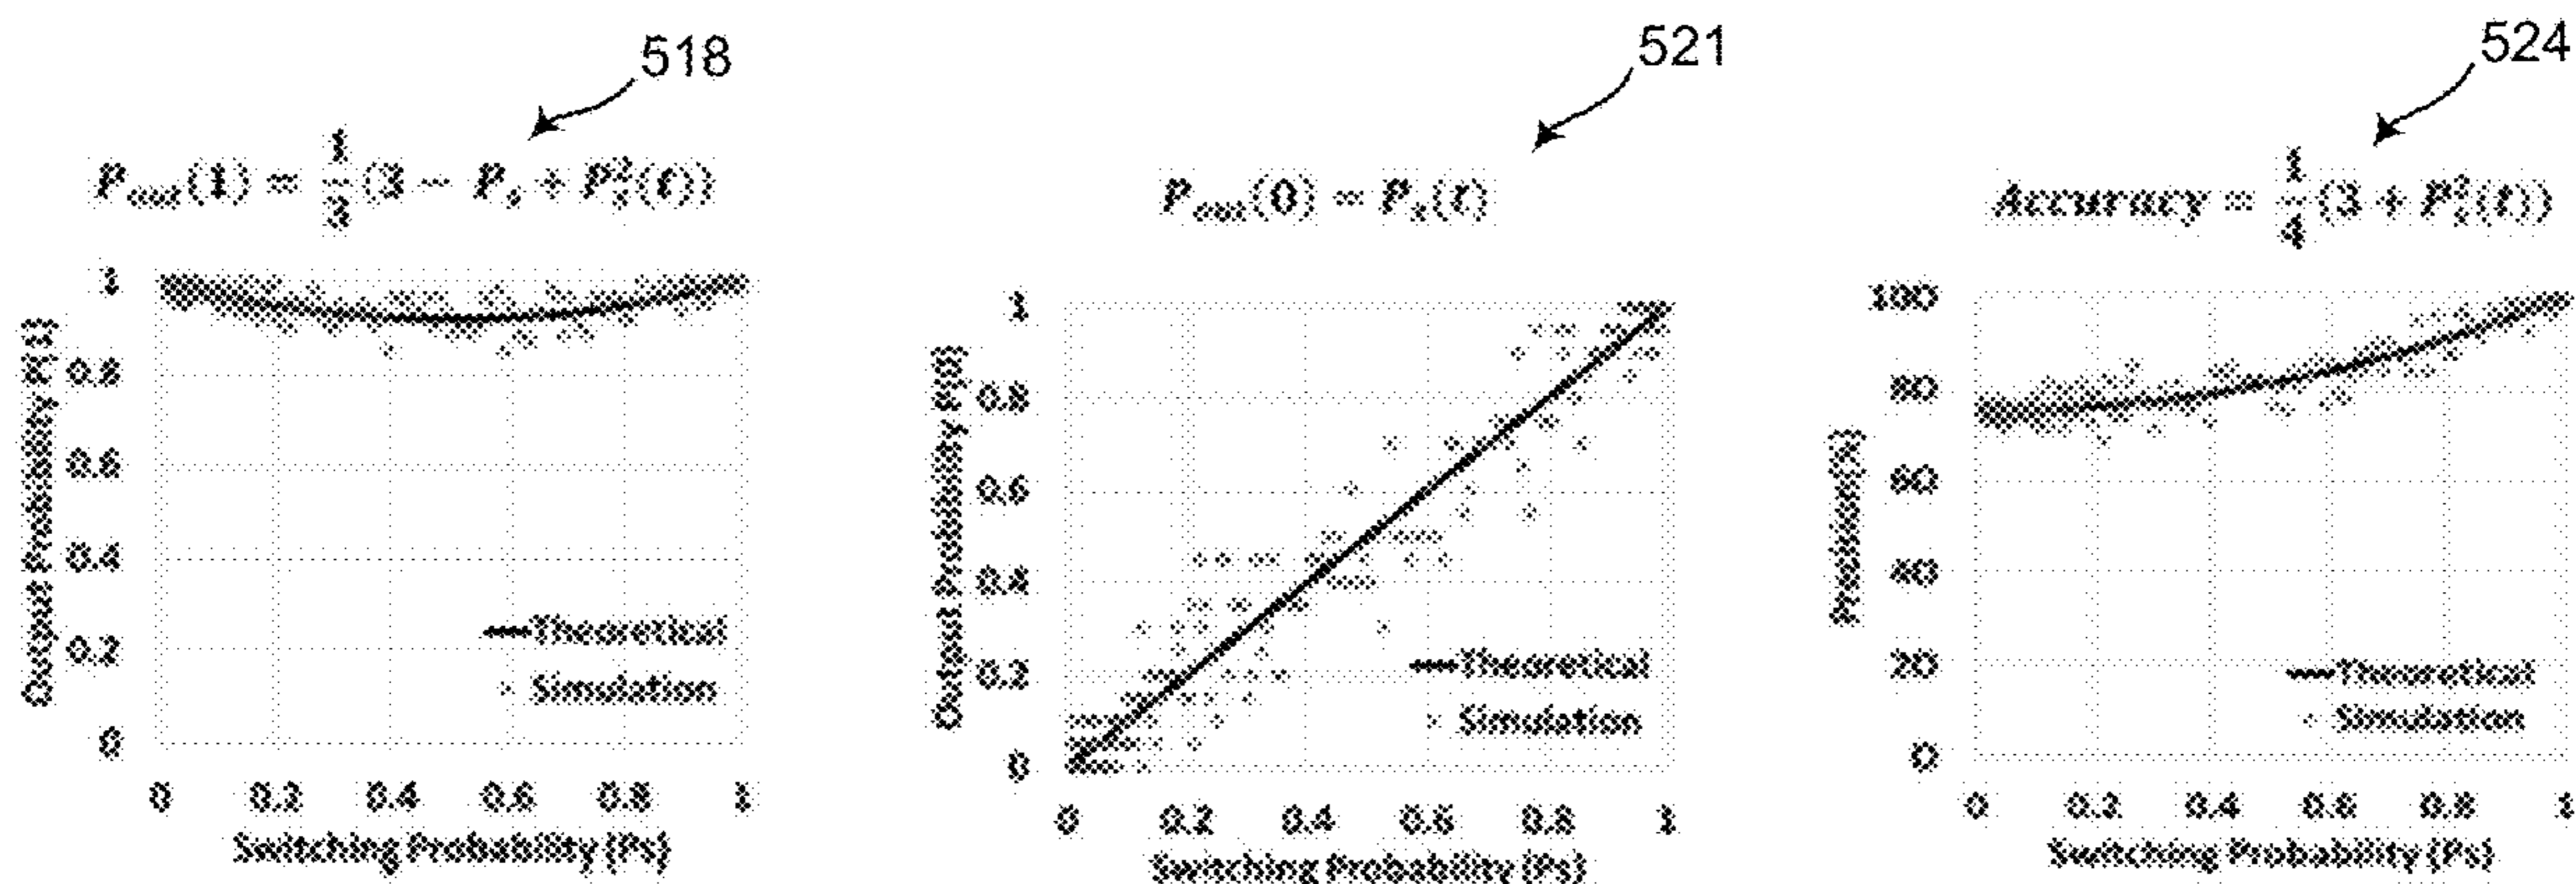 518
P_out(1) = 1/3 (3 − P_s + P_s^2(t))
1
0.8
0.6
0.4
0.2
0
Output Probability P(1)
Theoretical
Simulation
0 0.2 0.4 0.6 0.8 1
Switching Probability (Ps)
521
P_out(0) = P_s(t)
1
0.8
0.6
0.4
0.2
0
Output Probability P(0)
Theoretical
Simulation
0 0.2 0.4 0.6 0.8 1
Switching Probability (Ps)
524
Accuracy = 1/4 (3 + P_s^2(t))
100
80
60
40
20
0
Precision(%)
Theoretical
Simulation
0 0.2 0.4 0.6 0.8 1
Switching Probability (Ps)